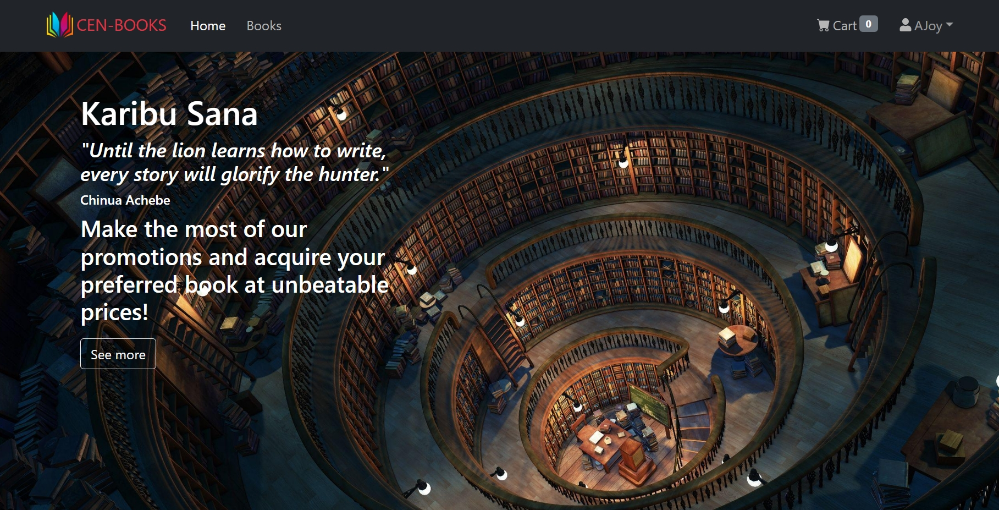 CEN-BOOKS Home Books Cart 0 AJoy
Karibu Sana
"Until the lion learns how to write,
every story will glorify the hunter."
Chinua Achebe
Make the most of our
promotions and acquire your
preferred book at unbeatable
prices!
See more